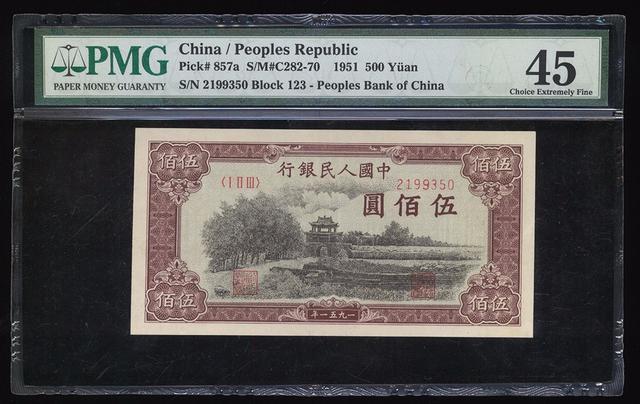 PMG
PAPER MONEY GUARANTY
China / Peoples Republic
Pick# 857a S/M#C282-70 1951 500 Yüan
S/N 2199350 Block 123 - Peoples Bank of China
45
Choice Extremely Fine
伍佰
行銀民人國中
伍佰
〈I II III〉
2199350
圓佰伍
佰伍
年一五九一
佰伍